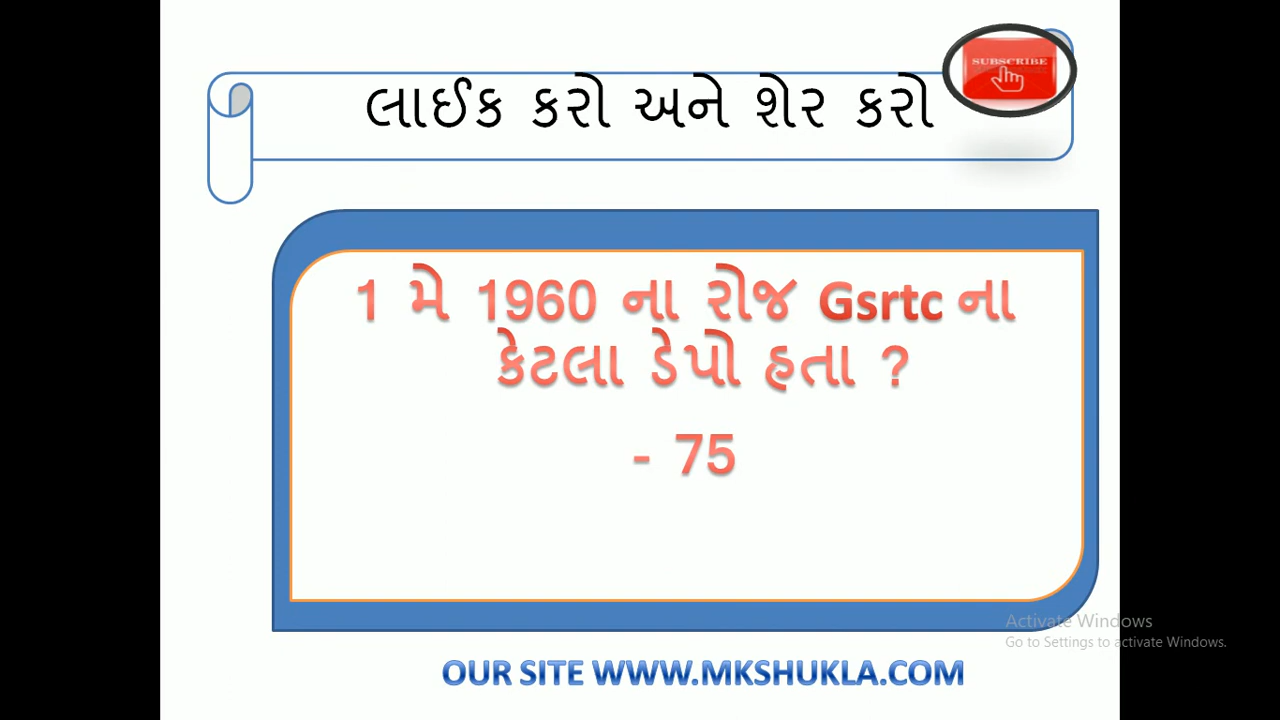 SUBSCRIBE
લાઈક કરો અને શેર કરો
1 મે 1960 ના રોજ Gsrtc ના
કેટલા ડેપો હતા ?
- 75
Activate Windows
Go to Settings to activate Windows.
OUR SITE WWW.MKSHUKLA.COM